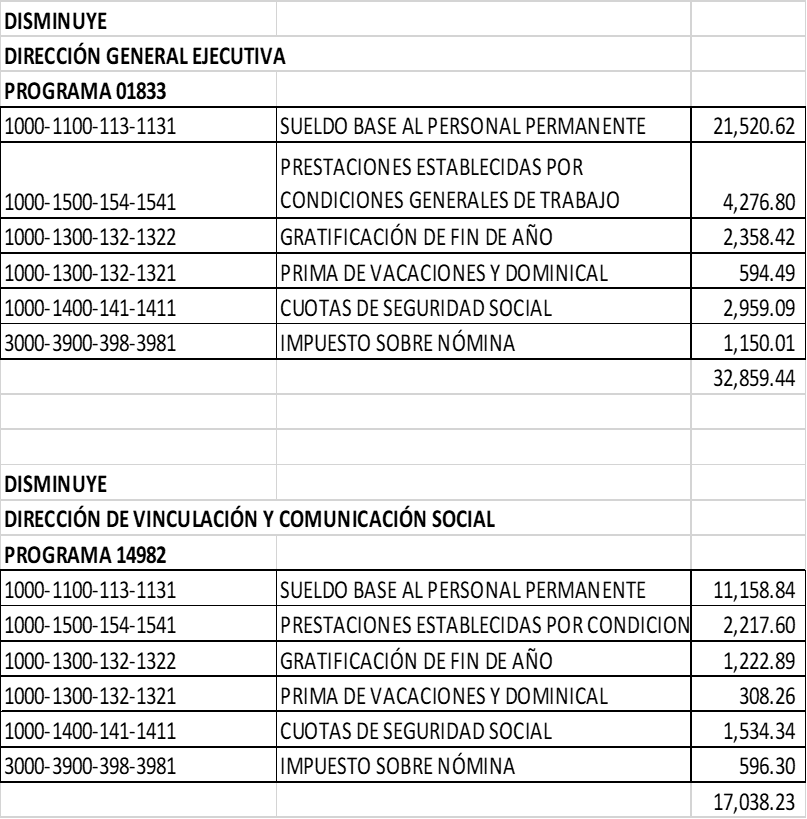 DISMINUYE
DIRECCIÓN GENERAL EJECUTIVA
PROGRAMA 01833
1000-1100-113-1131 SUELDO BASE AL PERSONAL PERMANENTE 21,520.62
PRESTACIONES ESTABLECIDAS POR
1000-1500-154-1541 CONDICIONES GENERALES DE TRABAJO 4,276.80
1000-1300-132-1322 GRATIFICACIÓN DE FIN DE AÑO 2,358.42
1000-1300-132-1321 PRIMA DE VACACIONES Y DOMINICAL 594.49
1000-1400-141-1411 CUOTAS DE SEGURIDAD SOCIAL 2,959.09
3000-3900-398-3981 IMPUESTO SOBRE NÓMINA 1,150.01
32,859.44
DISMINUYE
DIRECCIÓN DE VINCULACIÓN Y COMUNICACIÓN SOCIAL
PROGRAMA 14982
1000-1100-113-1131 SUELDO BASE AL PERSONAL PERMANENTE 11,158.84
1000-1500-154-1541 PRESTACIONES ESTABLECIDAS POR CONDICION 2,217.60
1000-1300-132-1322 GRATIFICACIÓN DE FIN DE AÑO 1,222.89
1000-1300-132-1321 PRIMA DE VACACIONES Y DOMINICAL 308.26
1000-1400-141-1411 CUOTAS DE SEGURIDAD SOCIAL 1,534.34
3000-3900-398-3981 IMPUESTO SOBRE NÓMINA 596.30
17,038.23